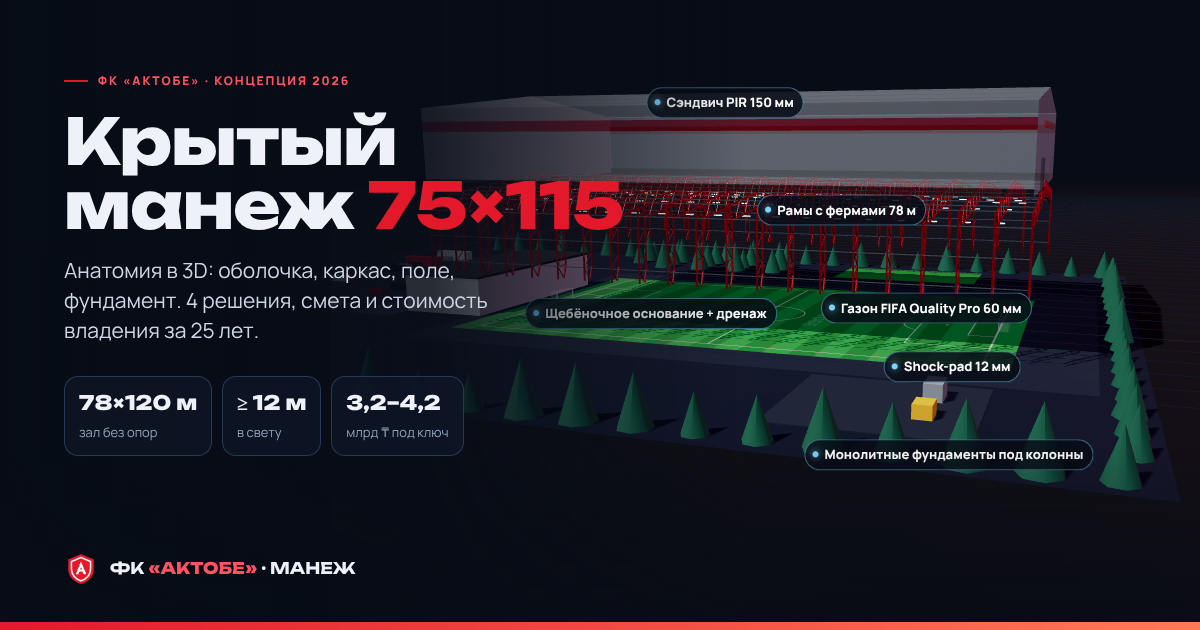 ФК «АКТОБЕ» · КОНЦЕПЦИЯ 2026
Крытый
манеж 75×115
Анатомия в 3D: оболочка, каркас, поле,
фундамент. 4 решения, смета и стоимость
владения за 25 лет.
78×120 м
зал без опор
≥ 12 м
в свету
3,2–4,2
млрд ₸ под ключ
Сэндвич PIR 150 мм
Рамы с фермами 78 м
Щебёночное основание + дренаж
Газон FIFA Quality Pro 60 мм
Shock-pad 12 мм
Монолитные фундаменты под колонны
A
ФК «АКТОБЕ» · МАНЕЖ